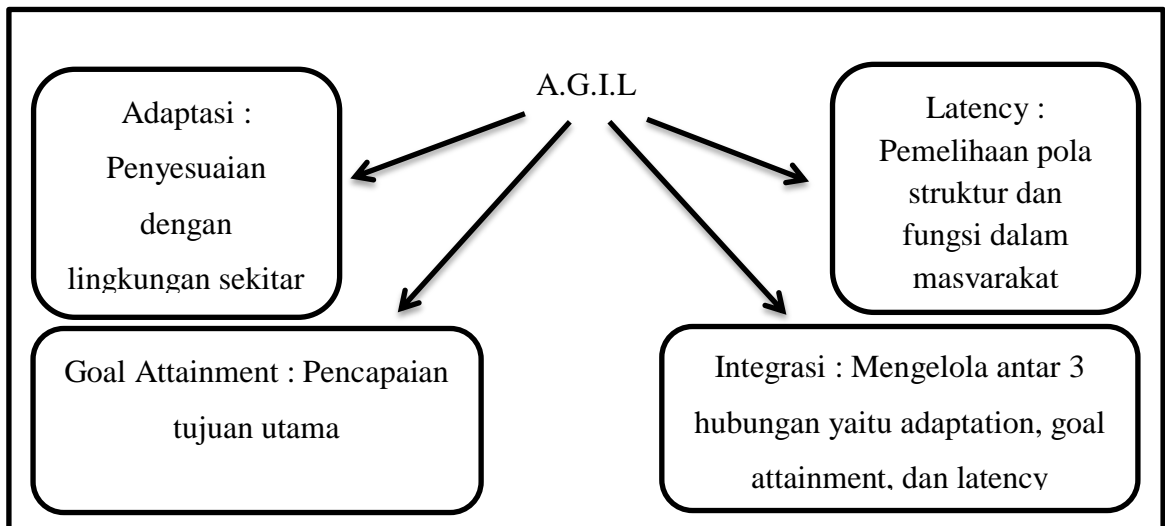 A.G.I.L
Adaptasi :
Penyesuaian
dengan
lingkungan sekitar
Latency :
Pemelihaan pola
struktur dan
fungsi dalam
masyarakat
Goal Attainment : Pencapaian
tujuan utama
Integrasi : Mengelola antar 3
hubungan yaitu adaptation, goal
attainment, dan latency